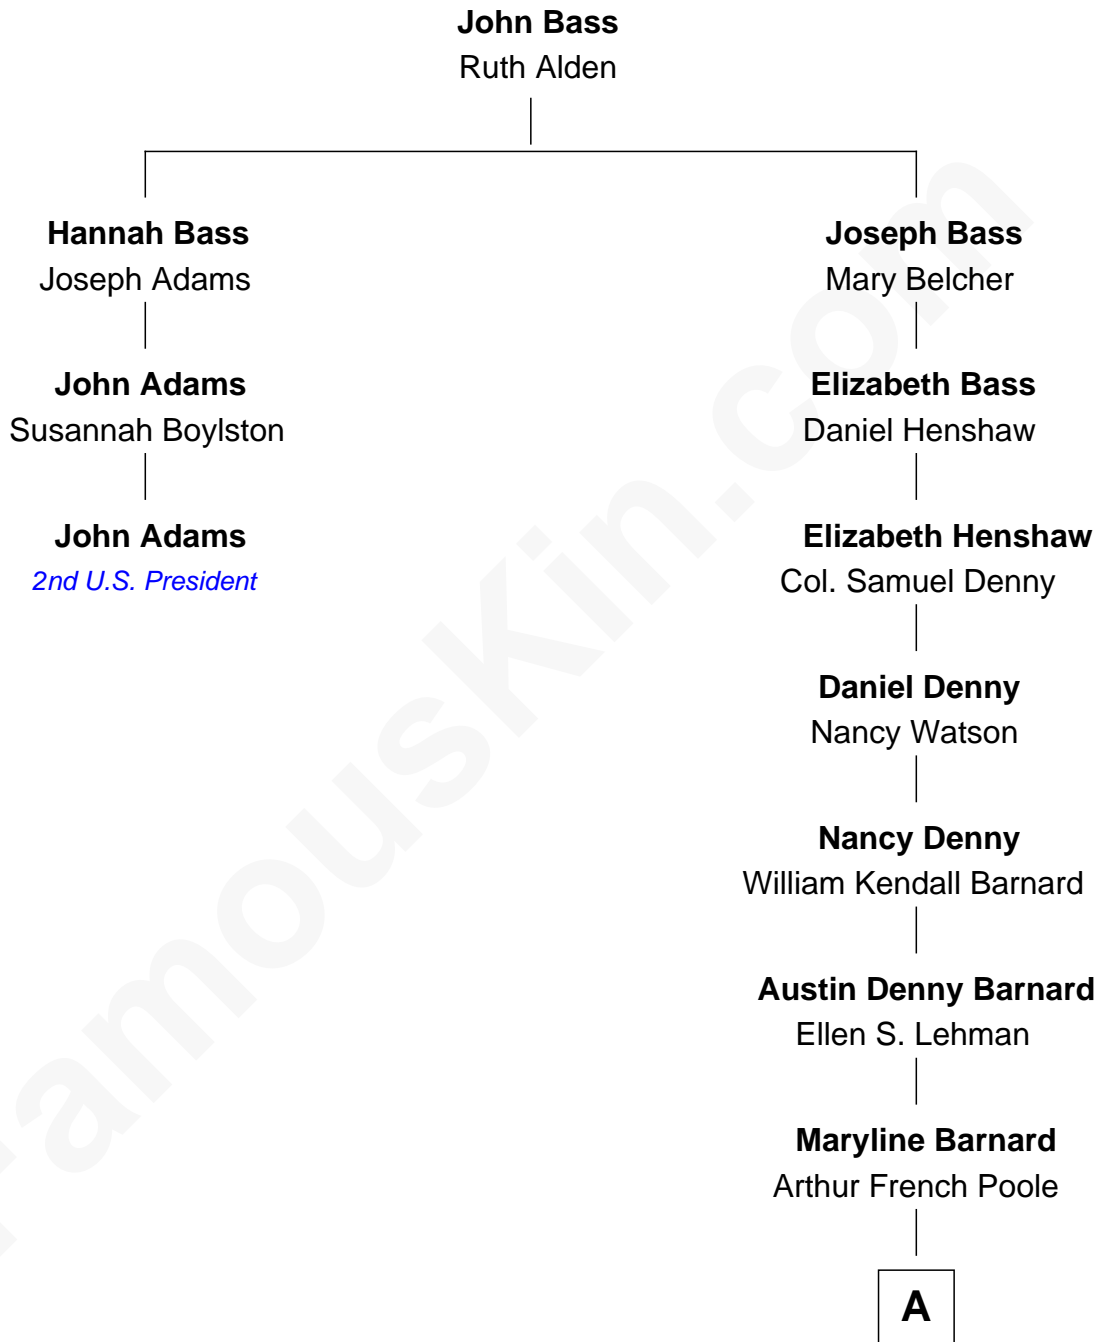 John Bass
Ruth Alden
Hannah Bass
Joseph Adams
John Adams
Susannah Boylston
John Adams
2nd U.S. President
Joseph Bass
Mary Belcher
Elizabeth Bass
Daniel Henshaw
Elizabeth Henshaw
Col. Samuel Denny
Daniel Denny
Nancy Watson
Nancy Denny
William Kendall Barnard
Austin Denny Barnard
Ellen S. Lehman
Maryline Barnard
Arthur French Poole
A
FamousKin.com